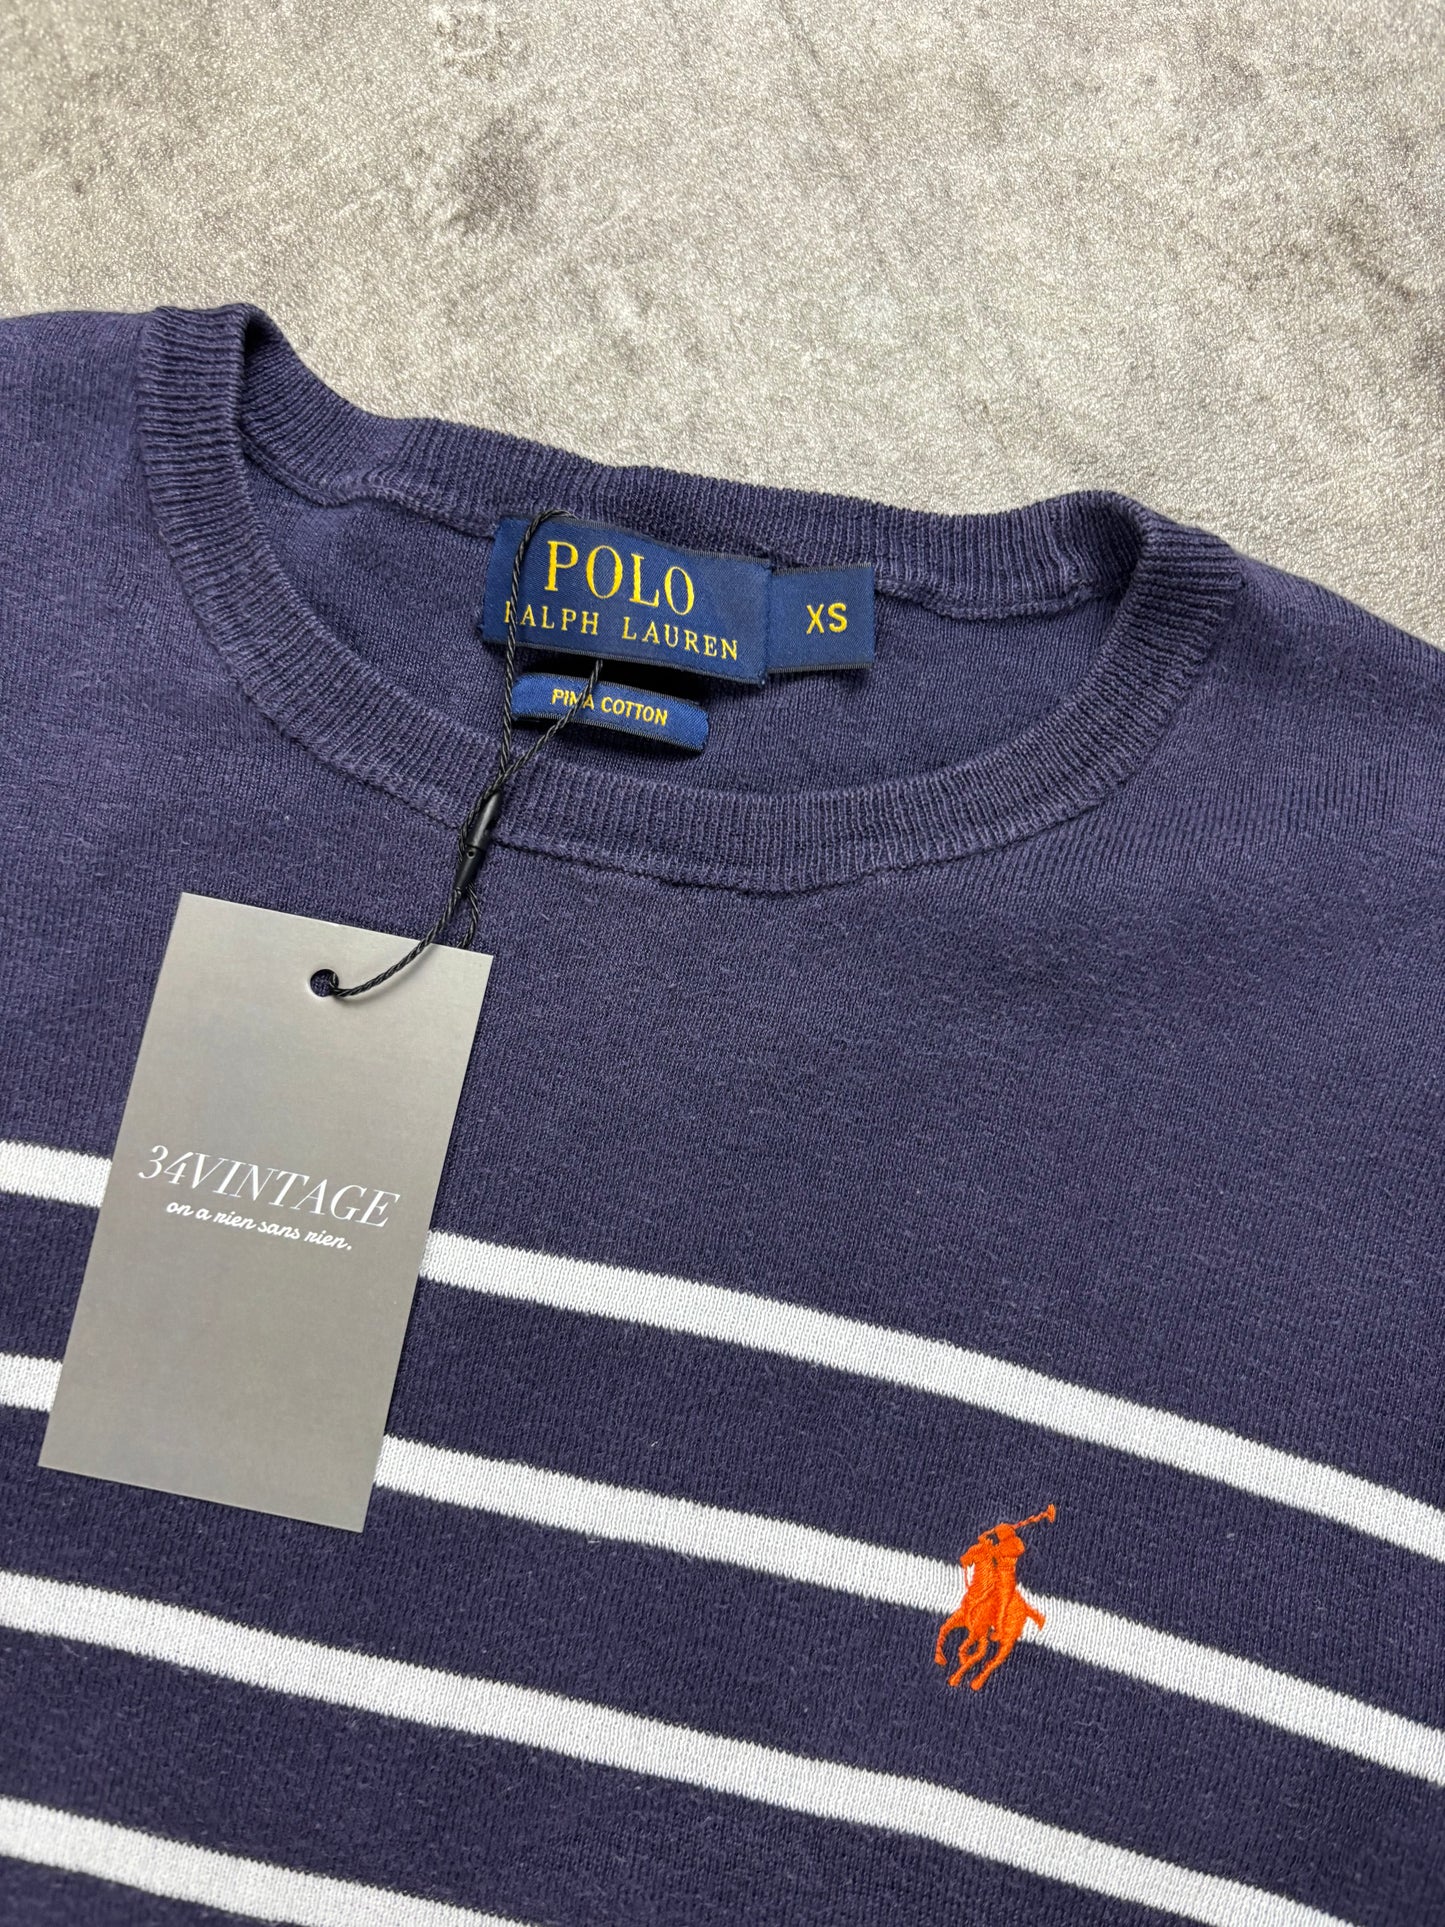 POLO
RALPH LAUREN
XS
PIMA COTTON
34VINTAGE
on a rien sans rien.